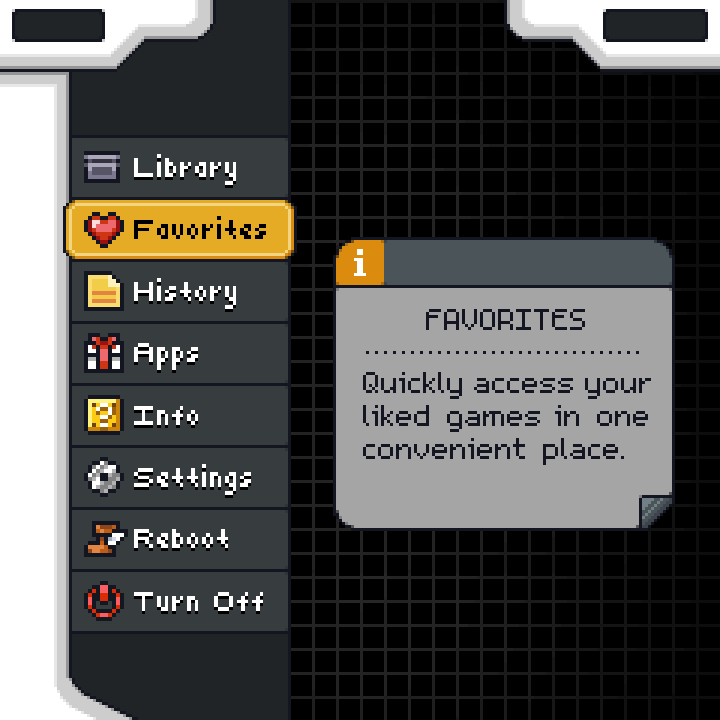 Library
Favorites
History
Apps
Info
Settings
Reboot
Turn Off
i
FAVORITES
Quickly access your
liked games in one
convenient place.